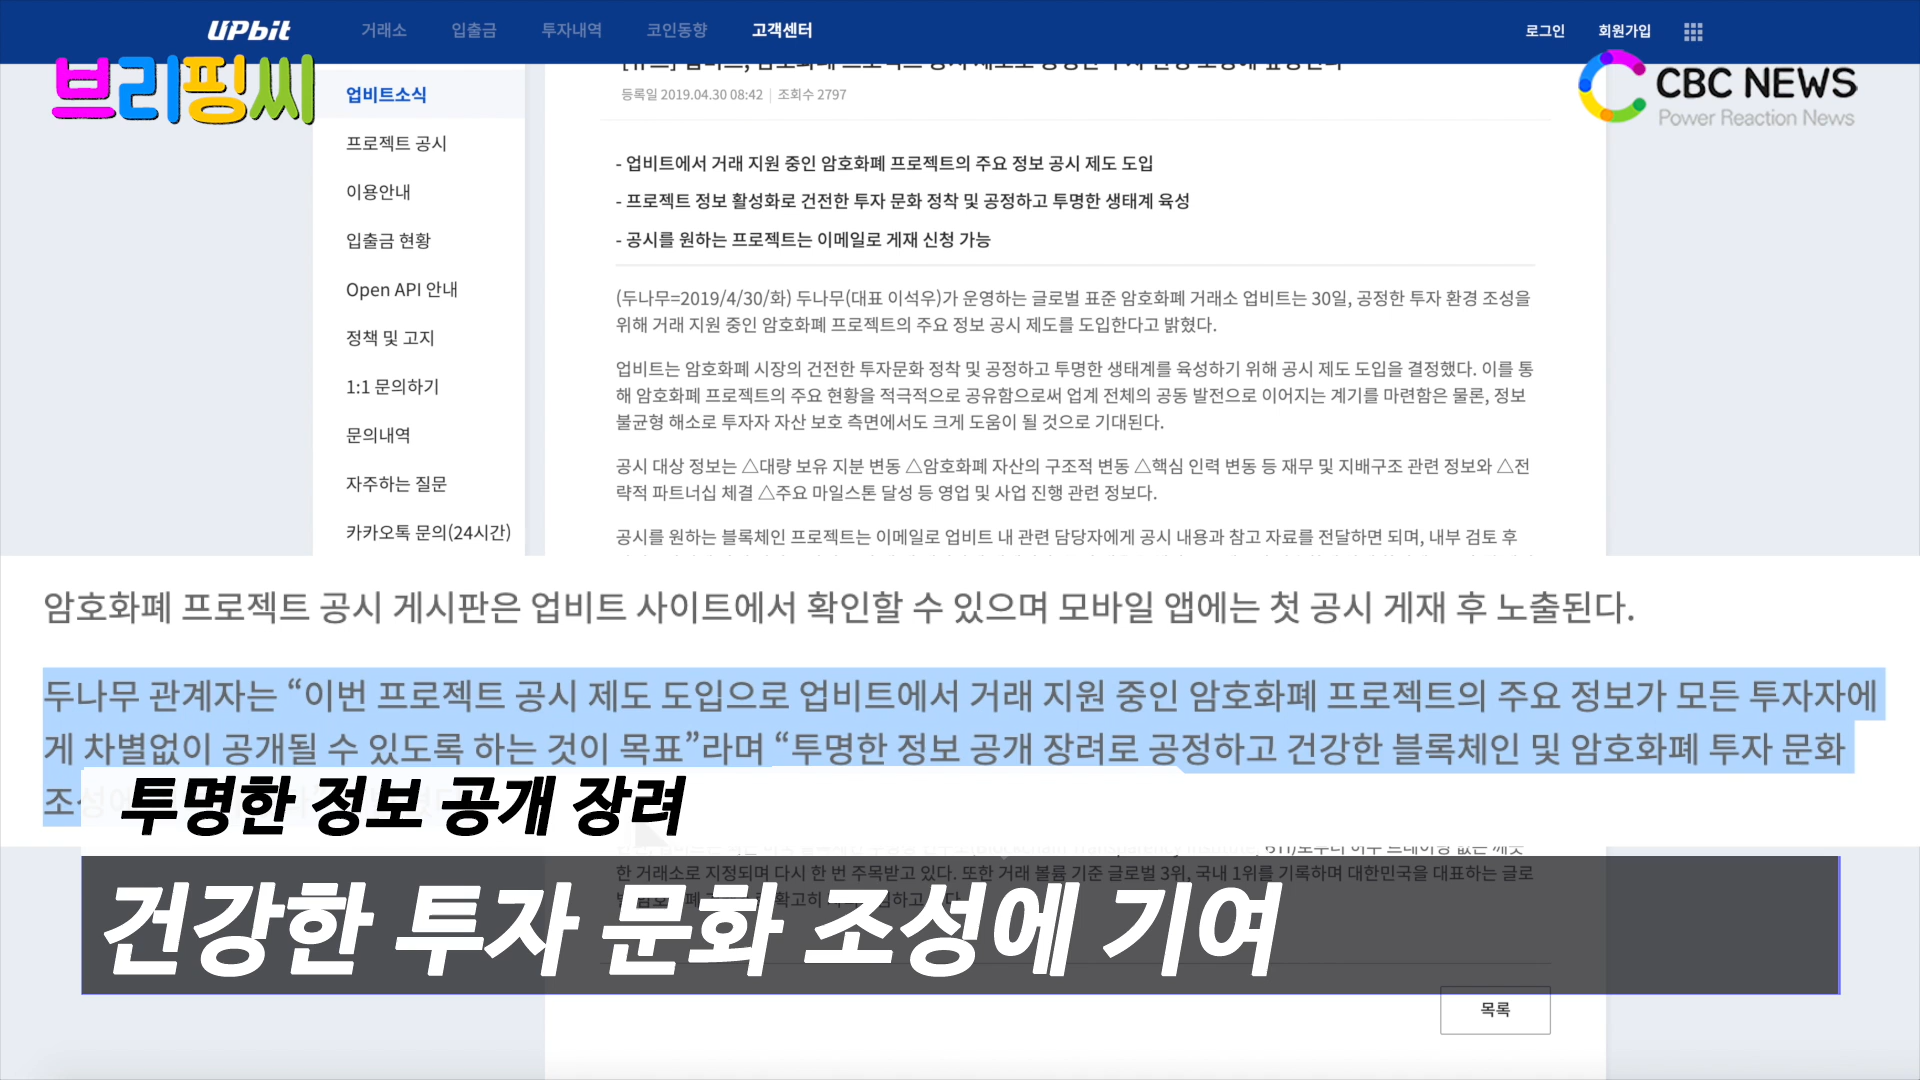 UPbit 거래소 입출금 투자내역 코인동향 고객센터 로그인 회원가입
브리핑씨
CBC NEWS
Power Reaction News
업비트소식
프로젝트 공시
이용안내
입출금 현황
Open API 안내
정책 및 고지
1:1 문의하기
문의내역
자주하는 질문
카카오톡 문의(24시간)
등록일 2019.04.30 08:42 | 조회수 2797
- 업비트에서 거래 지원 중인 암호화폐 프로젝트의 주요 정보 공시 제도 도입
- 프로젝트 정보 활성화로 건전한 투자 문화 정착 및 공정하고 투명한 생태계 육성
- 공시를 원하는 프로젝트는 이메일로 게재 신청 가능
(두나무=2019/4/30/화) 두나무(대표 이석우)가 운영하는 글로벌 표준 암호화폐 거래소 업비트는 30일, 공정한 투자 환경 조성을
위해 거래 지원 중인 암호화폐 프로젝트의 주요 정보 공시 제도를 도입한다고 밝혔다.
업비트는 암호화폐 시장의 건전한 투자문화 정착 및 공정하고 투명한 생태계를 육성하기 위해 공시 제도 도입을 결정했다. 이를 통
해 암호화폐 프로젝트의 주요 현황을 적극적으로 공유함으로써 업계 전체의 공동 발전으로 이어지는 계기를 마련함은 물론, 정보
불균형 해소로 투자자 자산 보호 측면에서도 크게 도움이 될 것으로 기대된다.
공시 대상 정보는 △대량 보유 지분 변동 △암호화폐 자산의 구조적 변동 △핵심 인력 변동 등 재무 및 지배구조 관련 정보와 △전
략적 파트너십 체결 △주요 마일스톤 달성 등 영업 및 사업 진행 관련 정보다.
공시를 원하는 블록체인 프로젝트는 이메일로 업비트 내 관련 담당자에게 공시 내용과 참고 자료를 전달하면 되며, 내부 검토 후
암호화폐 프로젝트 공시 게시판은 업비트 사이트에서 확인할 수 있으며 모바일 앱에는 첫 공시 게재 후 노출된다.
두나무 관계자는 “이번 프로젝트 공시 제도 도입으로 업비트에서 거래 지원 중인 암호화폐 프로젝트의 주요 정보가 모든 투자자에
게 차별없이 공개될 수 있도록 하는 것이 목표”라며 “투명한 정보 공개 장려로 공정하고 건강한 블록체인 및 암호화폐 투자 문화
투명한 정보 공개 장려
한 거래소로 지정되며 다시 한 번 주목받고 있다. 또한 거래 볼륨 기준 글로벌 3위, 국내 1위를 기록하며 대한민국을 대표하는 글로
건강한 투자 문화 조성에 기여
목록